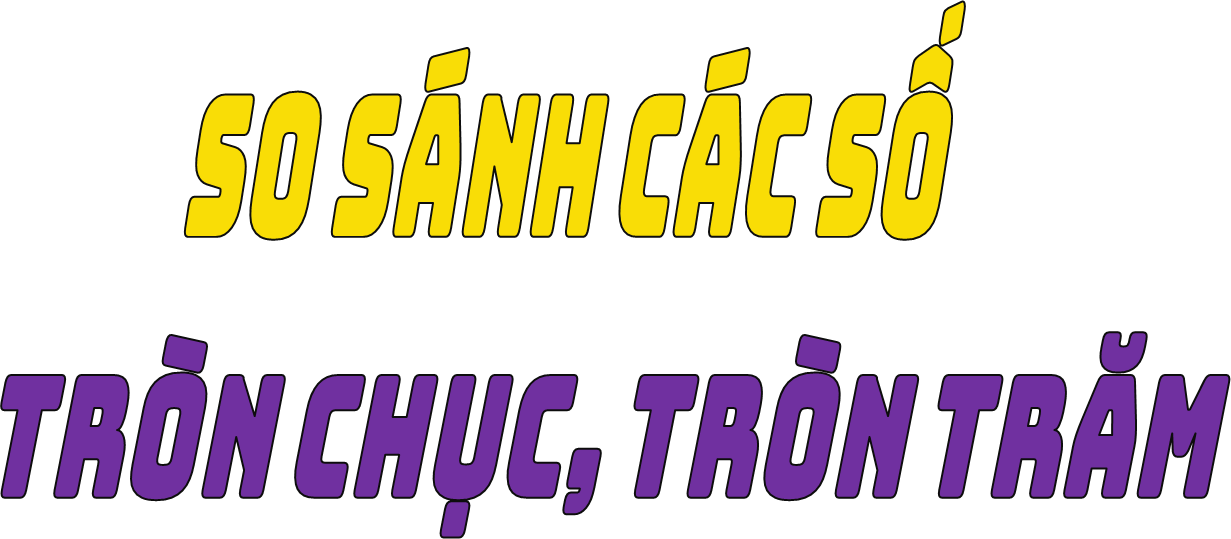 SO SÁNH CÁC SỐ
TRÒN CHỤC, TRÒN TRĂM